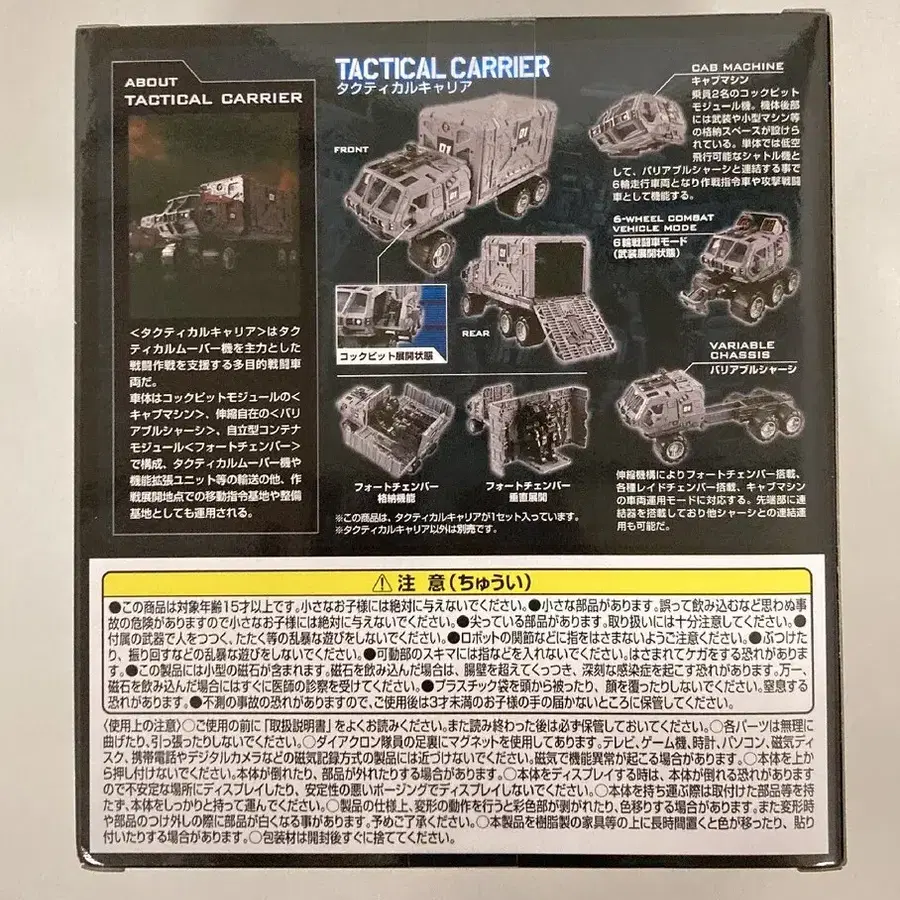 ABOUT
TACTICAL CARRIER
<タクティカルキャリア>はタク
ティカルムーバー機を主力とした
戦闘作戦を支援する多目的戦闘車
両だ。
車体はコックピットモジュールの<
キャブマシン>、伸縮自在の<バリ
アブルシャーシ>、自立型コンテナ
モジュール<フォートチェンバー>
で構成、タクティカルムーバー機や
機能拡張ユニット等の輸送の他、作
戦展開地点での移動指令基地や整備
基地としても運用される。
TACTICAL CARRIER
タクティカルキャリア
FRONT
01
01
コックピット展開状態
REAR
フォートチェンバー
格納機能
フォートチェンバー
垂直展開
※この商品は、タクティカルキャリアが1セット入っています。
※タクティカルキャリア以外は別売です。
CAB MACHINE
キャブマシン
乗員2名のコックピット
モジュール機。機体後部
には武装や小型マシン等
の格納スペースが設けら
れている。単体では低空
飛行可能なシャトル機と
して、バリアブルシャーシと連結する事で
6輪走行車両となり作戦指令車や攻撃戦闘
車として機能する。
6-WHEEL COMBAT
VEHICLE MODE
6輪戦闘車モード
(武装展開状態)
VARIABLE
CHASSIS
バリアブルシャーシ
伸縮機構によりフォートチェンバー搭載、
各種レイドチェンバー搭載、キャブマシン
の車両運用モードに対応する。先端部に連
結器を搭載しており他シャーシとの連結運
用も可能だ。
⚠注 意(ちゅうい)
●この商品は対象年齢15才以上です。小さなお子様には絶対に与えないでください。●小さな部品があります。誤って飲み込むなど思わぬ事
故の危険がありますので小さなお子様には絶対に与えないでください。●尖っている部品があります。取り扱いには十分注意してください。●
付属の武器で人をつつく、たたく等の乱暴な遊びをしないでください。●ロボットの関節などに指をはさまないようご注意ください。●ぶつけた
り、振り回すなどの乱暴な遊びをしないでください。●可動部のスキマには指などを入れないでください。はさまれてケガをする恐れがありま
す。●この製品には小型の磁石が含まれます。磁石を飲み込んだ場合は、腸壁を超えてくっつき、深刻な感染症を起こす恐れがあります。万一、
磁石を飲み込んだ場合にはすぐに医師の診察を受けてください。●プラスチック袋を頭から被ったり、顔を覆ったりしないでください。窒息する
恐れがあります。●不測の事故の恐れがありますので、ご使用後は3才未満のお子様の手の届かないところに保管してください。
〈使用上の注意〉○ご使用の前に「取扱説明書」をよくお読みください。また読み終わった後は必ず保管しておいてください。○各パーツは無理に
曲げたり、引っ張ったりしないでください。○ダイアクロン隊員の足裏にマグネットを使用してあります。テレビ、ゲーム機、時計、パソコン、磁気ディ
スク、携帯電話やデジタルカメラなどの磁気記録方式の製品には近づけないでください。磁気で機能異常が起こる場合があります。○本体を上か
ら押し付けないでください。本体が倒れたり、部品が外れたりする場合があります。○本体をディスプレイする時は、本体が倒れる恐れがあります
ので不安定な場所にディスプレイしたり、安定性の悪いポージングでディスプレイしないでください。○本体を持ち運ぶ際は取付けた部品等を持
たず、本体をしっかりと持って運んでください。○製品の仕様上、変形の動作を行うと彩色部が剥がれたり、色移りする場合があります。また変形時
や部品のつけ外しの際に部品が白くなる事があります。予めご了承ください。○本製品を樹脂製の家具等の上に長時間置くと色が移ったり、貼り
付いたりする場合があります。○包装材は開封後すぐに捨ててください。